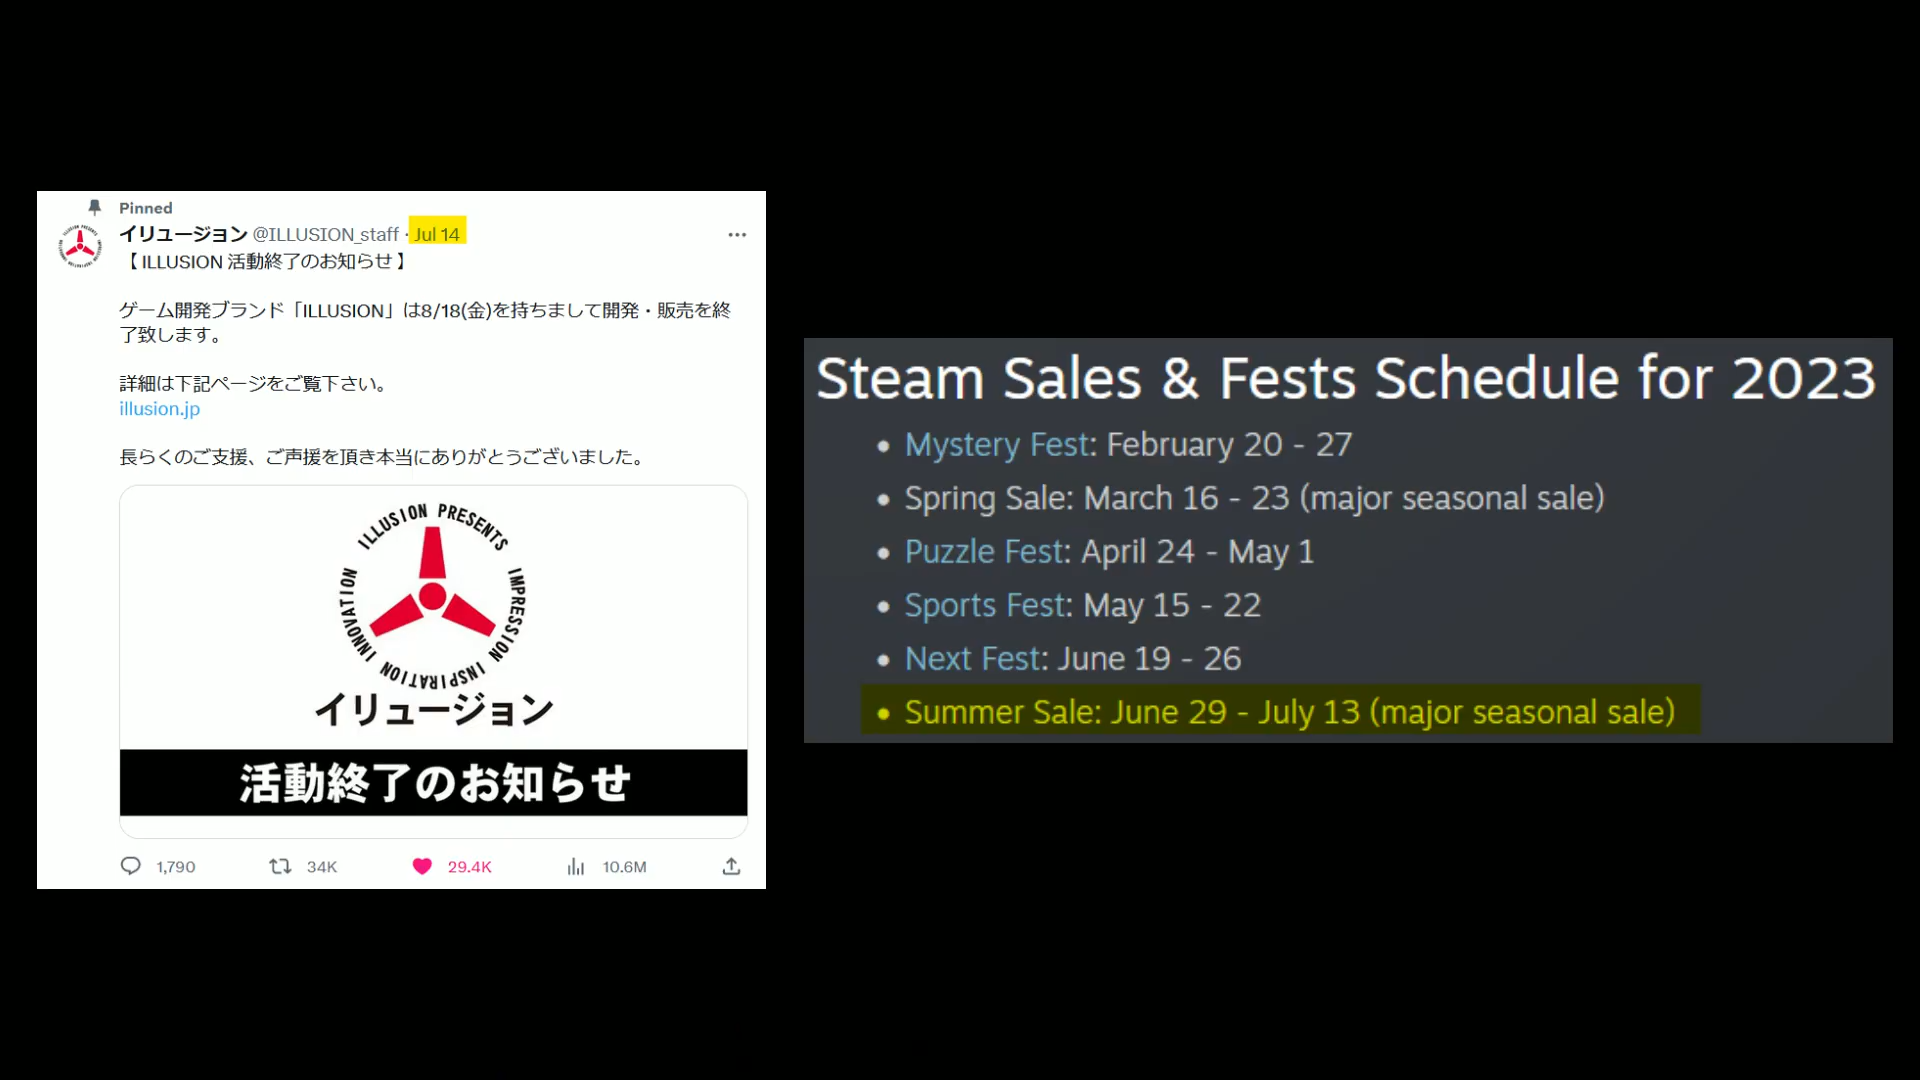 Pinned
イリュージョン @ILLUSION_staff · Jul 14
【 ILLUSION 活動終了のお知らせ 】
ゲーム開発ブランド「ILLUSION」は8/18(金)を持ちまして開発・販売を終
了致します。
詳細は下記ページをご覧下さい。
illusion.jp
長らくのご支援、ご声援を頂き本当にありがとうございました。
ILLUSION PRESENTS IMPRESSION INSPIRATION INNOVATION
イリュージョン
活動終了のお知らせ
1,790 34K 29.4K 10.6M
Steam Sales & Fests Schedule for 2023
• Mystery Fest: February 20 - 27
• Spring Sale: March 16 - 23 (major seasonal sale)
• Puzzle Fest: April 24 - May 1
• Sports Fest: May 15 - 22
• Next Fest: June 19 - 26
• Summer Sale: June 29 - July 13 (major seasonal sale)